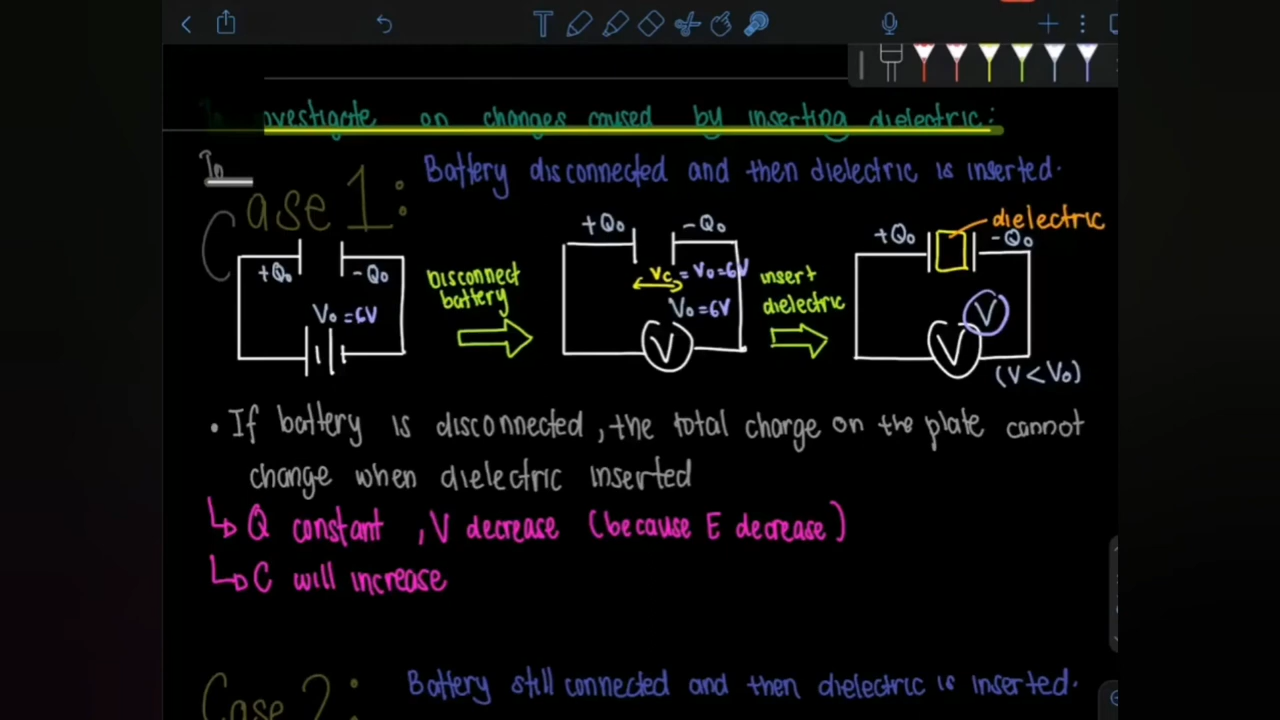 In
investigate on changes caused by inserting dielectric:
Case 1: Battery disconnected and then dielectric is inserted.
+Q₀ -Q₀
V₀ = 6V
Disconnect battery
+Q₀ -Q₀
Vc = V₀ = 6V
V₀ = 6V
V
insert dielectric
dielectric
+Q₀ -Q₀
V
V
(V < V₀)
• If battery is disconnected, the total charge on the plate cannot
change when dielectric inserted
↳ Q constant, V decrease (because E decrease)
↳ C will increase
Case 2: Battery still connected and then dielectric is inserted.